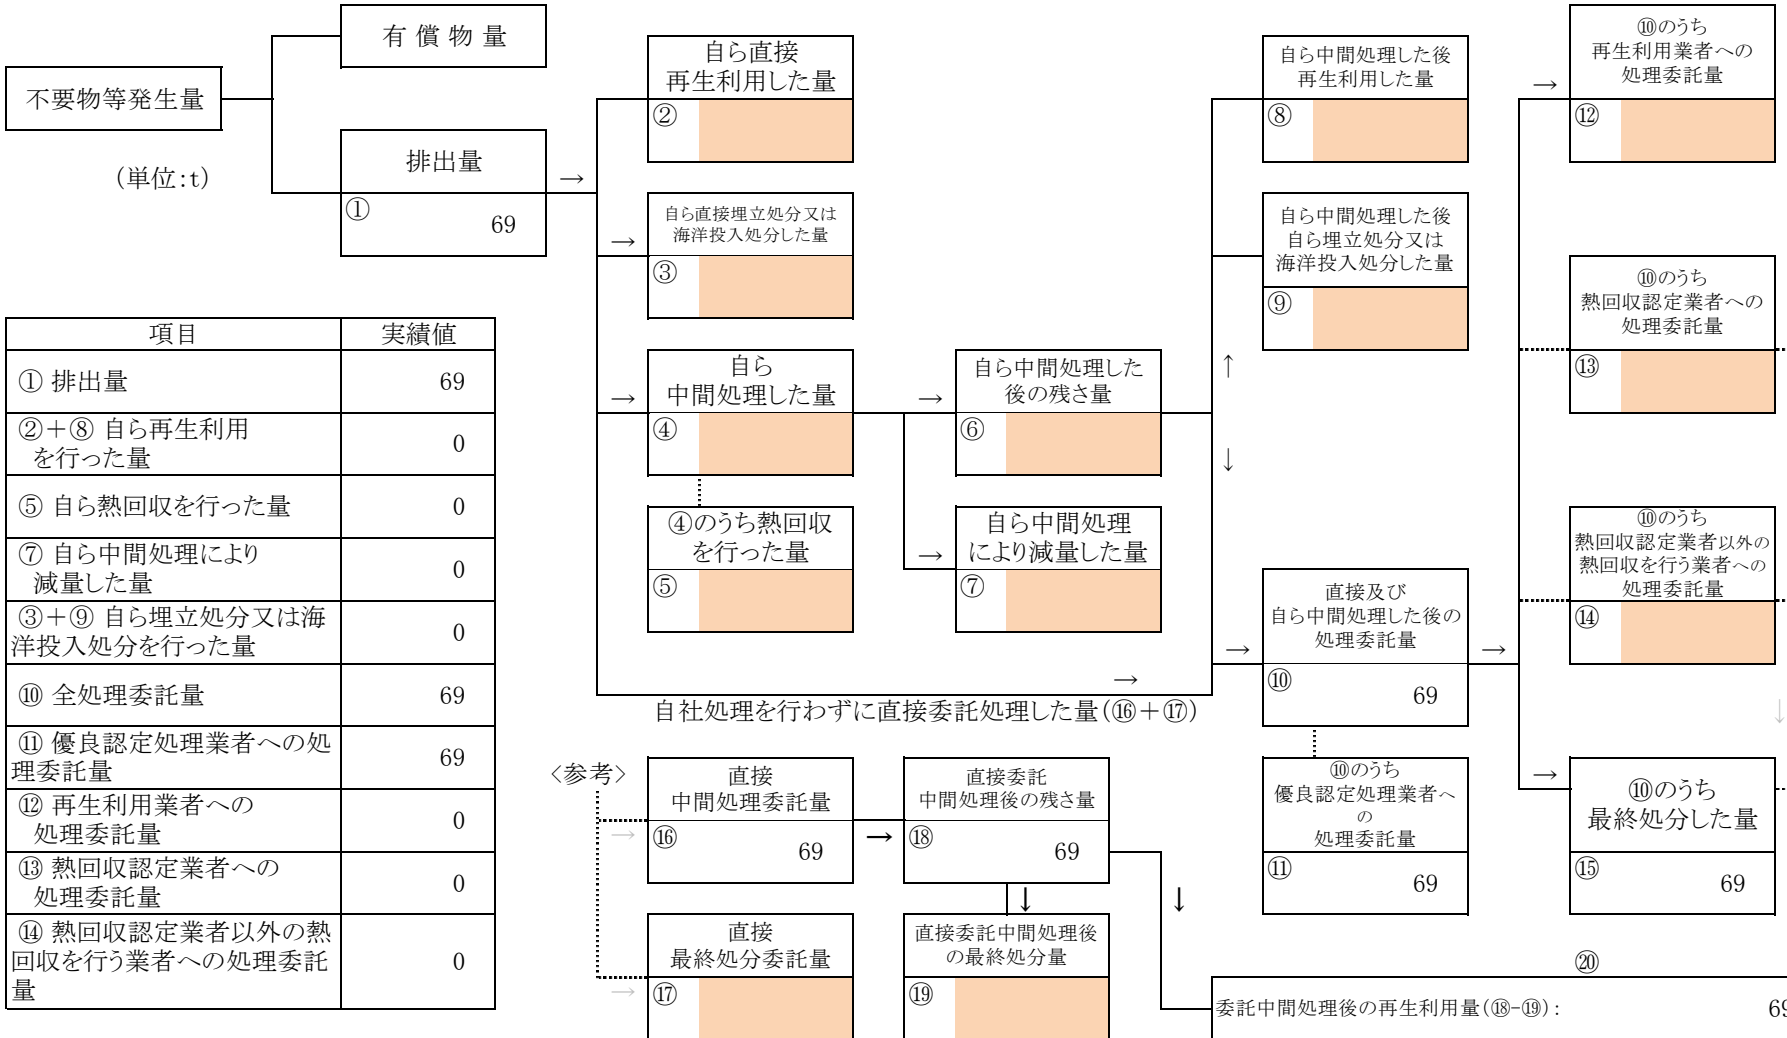 不要物等発生量
(単位:t)
有 償 物 量
排出量
①
69
→
自ら直接
再生利用した量
②
自ら直接埋立処分又は
海洋投入処分した量
→
③
自ら
中間処理した量
→
④
④のうち熱回収
を行った量
⑤
自ら中間処理した
後の残さ量
→
⑥
自ら中間処理
により減量した量
→
⑦
自ら中間処理した後
再生利用した量
⑧
自ら中間処理した後
自ら埋立処分又は
海洋投入処分した量
⑨
↑
↓
直接及び
自ら中間処理した後の
処理委託量
→
⑩
69
→
→
自社処理を行わずに直接委託処理した量(⑯+⑰)
⑩のうち
優良認定処理業者へ
の
処理委託量
⑪
69
→
⑩のうち
再生利用業者への
処理委託量
⑫
⑩のうち
熱回収認定業者への
処理委託量
⑬
⑩のうち
熱回収認定業者以外の
熱回収を行う業者への
処理委託量
⑭
↓
→
⑩のうち
最終処分した量
⑮
69
項目 実績値
① 排出量 69
②+⑧ 自ら再生利用
を行った量 0
⑤ 自ら熱回収を行った量 0
⑦ 自ら中間処理により
減量した量 0
③+⑨ 自ら埋立処分又は海
洋投入処分を行った量 0
⑩ 全処理委託量 69
⑪ 優良認定処理業者への処
理委託量 69
⑫ 再生利用業者への
処理委託量 0
⑬ 熱回収認定業者への
処理委託量 0
⑭ 熱回収認定業者以外の熱
回収を行う業者への処理委託
量 0
<参考>
直接
中間処理委託量
→
⑯
69
→
直接委託
中間処理後の残さ量
⑱
69
↓
↓
直接
最終処分委託量
→
⑰
直接委託中間処理後
の最終処分量
⑲
⑳
委託中間処理後の再生利用量(⑱-⑲):
69